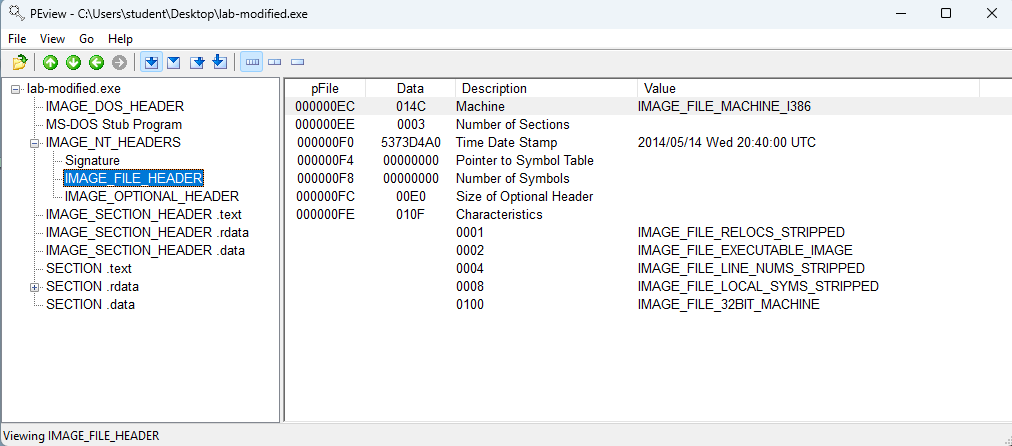 PEview - C:\Users\student\Desktop\lab-modified.exe
File View Go Help
lab-modified.exe
IMAGE_DOS_HEADER
MS-DOS Stub Program
IMAGE_NT_HEADERS
Signature
IMAGE_FILE_HEADER
IMAGE_OPTIONAL_HEADER
IMAGE_SECTION_HEADER .text
IMAGE_SECTION_HEADER .rdata
IMAGE_SECTION_HEADER .data
SECTION .text
SECTION .rdata
SECTION .data
pFile Data Description Value
000000EC 014C Machine IMAGE_FILE_MACHINE_I386
000000EE 0003 Number of Sections
000000F0 5373D4A0 Time Date Stamp 2014/05/14 Wed 20:40:00 UTC
000000F4 00000000 Pointer to Symbol Table
000000F8 00000000 Number of Symbols
000000FC 00E0 Size of Optional Header
000000FE 010F Characteristics
0001 IMAGE_FILE_RELOCS_STRIPPED
0002 IMAGE_FILE_EXECUTABLE_IMAGE
0004 IMAGE_FILE_LINE_NUMS_STRIPPED
0008 IMAGE_FILE_LOCAL_SYMS_STRIPPED
0100 IMAGE_FILE_32BIT_MACHINE
Viewing IMAGE_FILE_HEADER